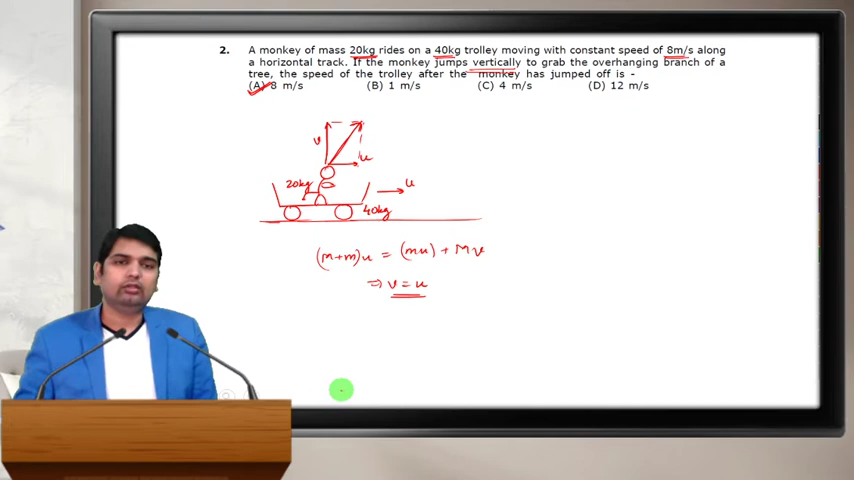 2. A monkey of mass 20kg rides on a 40kg trolley moving with constant speed of 8m/s along
a horizontal track. If the monkey jumps vertically to grab the overhanging branch of a
tree, the speed of the trolley after the monkey has jumped off is -
(A) 8 m/s (B) 1 m/s (C) 4 m/s (D) 12 m/s
v
u
20kg
u
40kg
(M+m)u = (mu) + Mv
⇒ v = u